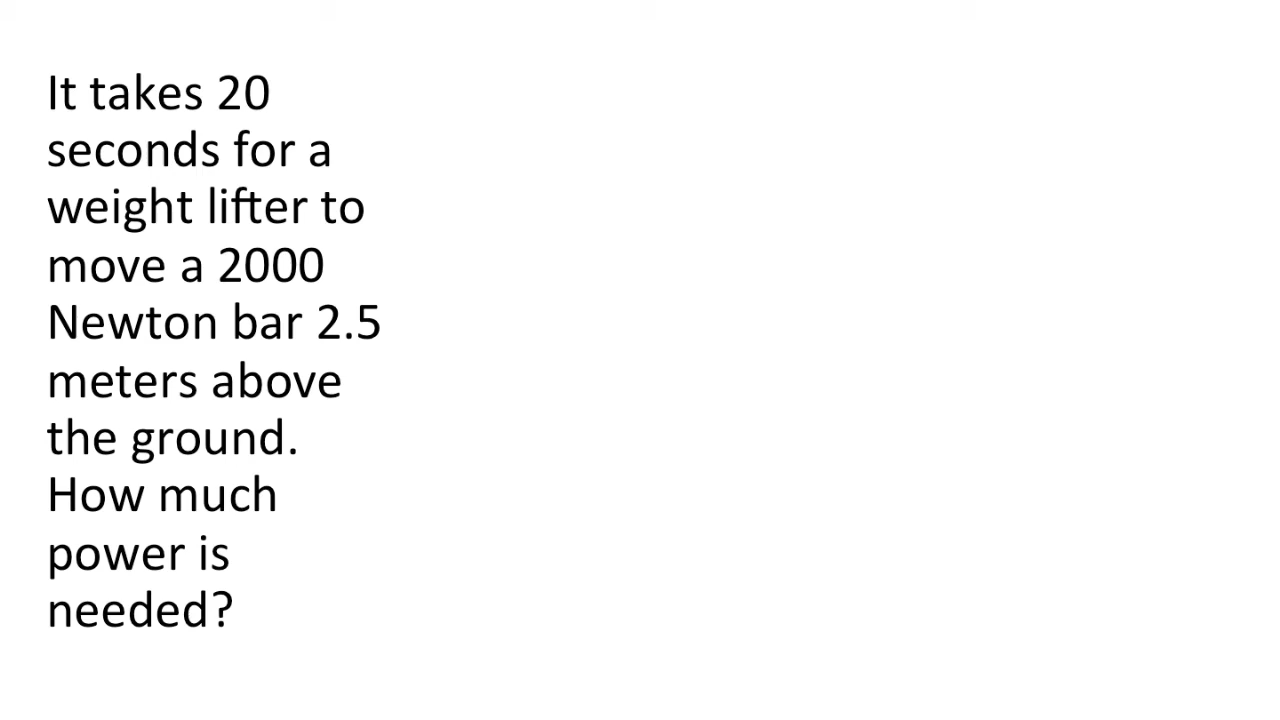 It takes 20
seconds for a
weight lifter to
move a 2000
Newton bar 2.5
meters above
the ground.
How much
power is
needed?